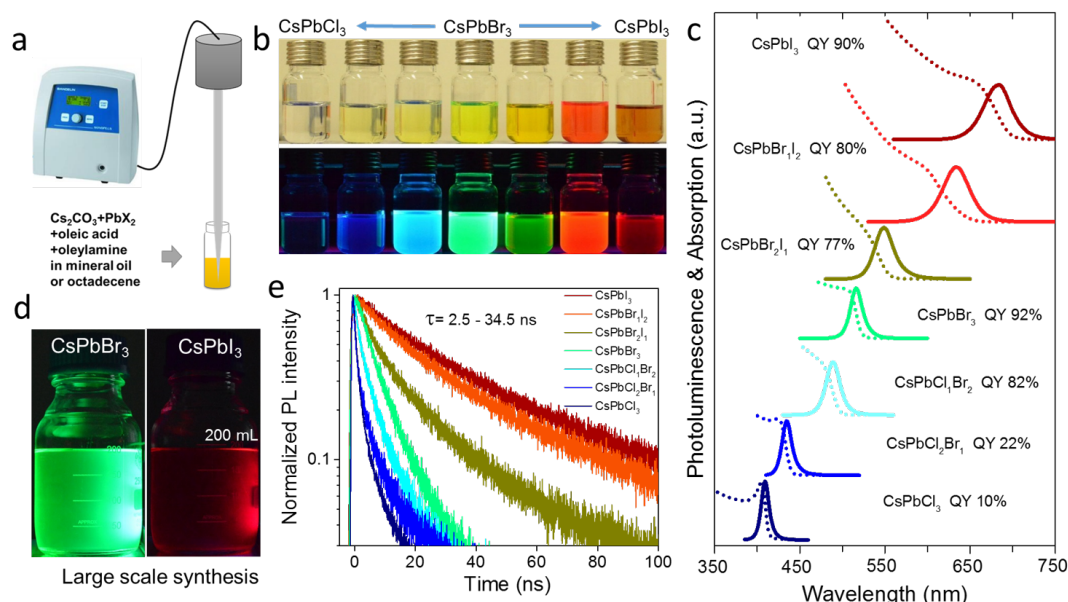 a
Cs₂CO₃+PbX₂
+oleic acid
+oleylamine
in mineral oil
or octadecene
b
CsPbCl₃
CsPbBr₃
CsPbI₃
c
CsPbI₃ QY 90%
CsPbBr₁I₂ QY 80%
CsPbBr₂I₁ QY 77%
CsPbBr₃ QY 92%
CsPbCl₁Br₂ QY 82%
CsPbCl₂Br₁ QY 22%
CsPbCl₃ QY 10%
Photoluminescence & Absorption (a.u.)
350 450 550 650 750
Wavelength (nm)
d
CsPbBr₃
CsPbI₃
200 mL
Large scale synthesis
e
τ= 2.5 - 34.5 ns
CsPbI₃
CsPbBr₁I₂
CsPbBr₂I₁
CsPbBr₃
CsPbCl₁Br₂
CsPbCl₂Br₁
CsPbCl₃
Normalized PL intensity
1
0.1
0 20 40 60 80 100
Time (ns)